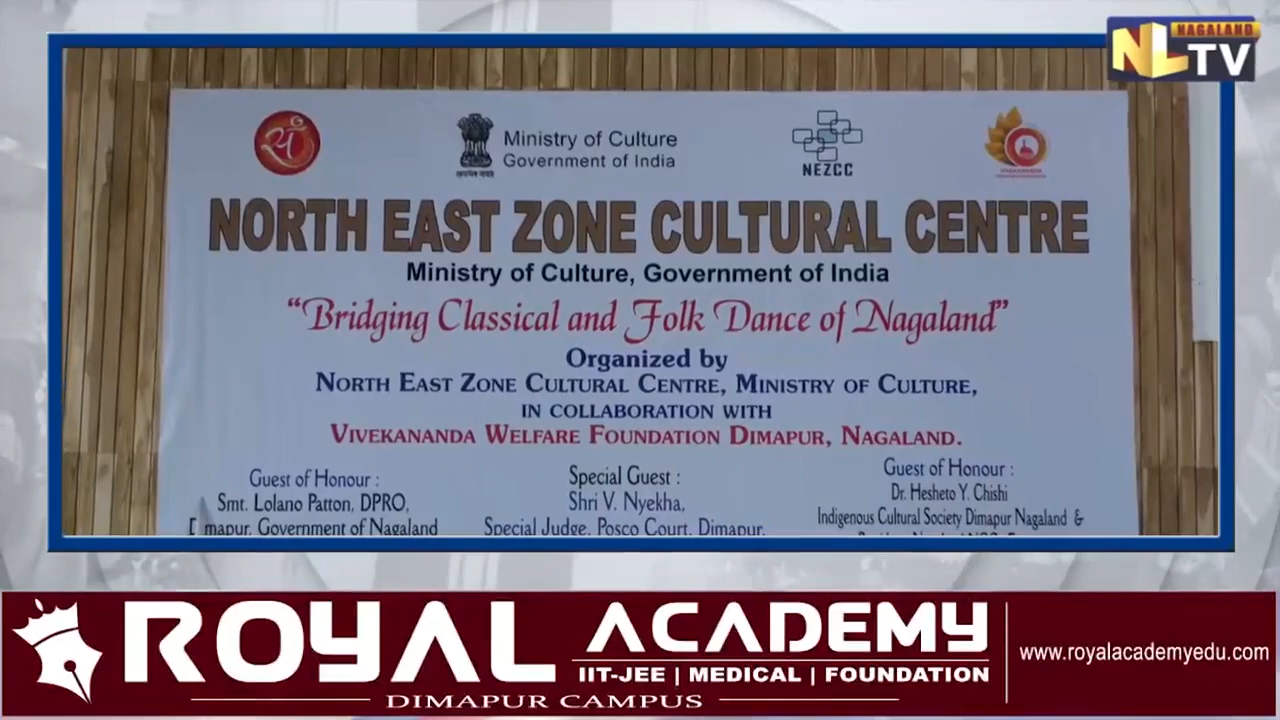 NAGALAND
NLTV
Ministry of Culture
Government of India
NEZCC
NORTH EAST ZONE CULTURAL CENTRE
Ministry of Culture, Government of India
"Bridging Classical and Folk Dance of Nagaland"
Organized by
NORTH EAST ZONE CULTURAL CENTRE, MINISTRY OF CULTURE,
IN COLLABORATION WITH
VIVEKANANDA WELFARE FOUNDATION DIMAPUR, NAGALAND.
Guest of Honour :
Smt. Lolano Patton, DPRO,
Dimapur, Government of Nagaland
Special Guest :
Shri V. Nyekha,
Special Judge, Posco Court, Dimapur,
Guest of Honour :
Dr. Hesheto Y. Chishi
Indigenous Cultural Society Dimapur Nagaland &
ROYAL ACADEMY
IIT-JEE | MEDICAL | FOUNDATION
DIMAPUR CAMPUS
www.royalacademyedu.com